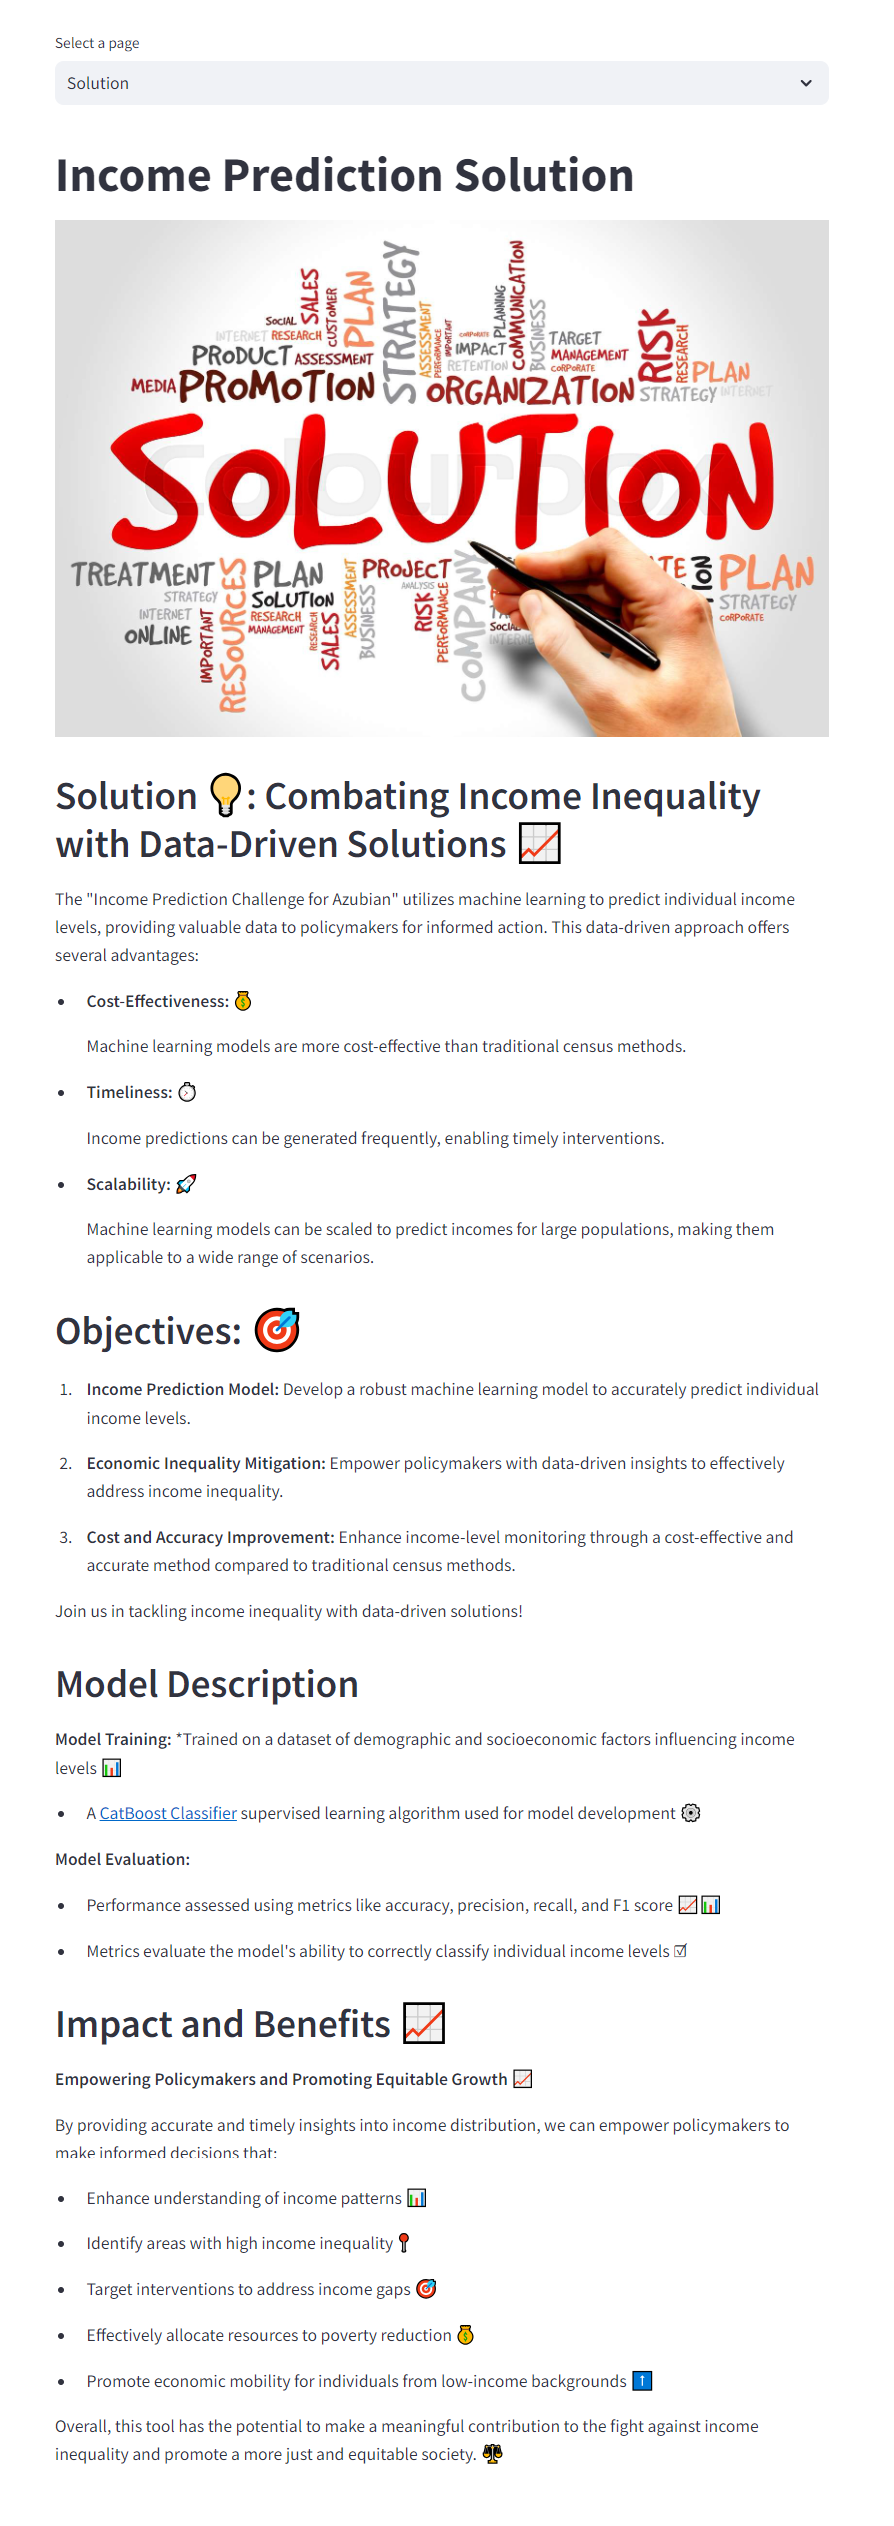 Select a page
Solution
Income Prediction Solution
SOCIAL
SALES
CUSTOMER
PLAN
STRATEGY
ASSESSMENT
PERFORMANCE
IMPORTANT
CORPORATE
PLANNING
COMMUNICATION
BUSINESS
TARGET
RISK
RESEARCH
INTERNET RESEARCH
PRODUCT ASSESSMENT
IMPACT
RETENTION
MANAGEMENT
CORPORATE
PLAN
MEDIA PROMOTION
ORGANIZATION
STRATEGY INTERNET
SOLUTION
colourbox
TREATMENT
RESOURCES
PLAN
ASSESSMENT
PROJECT
COMPANY
PLAN
STRATEGY
SOLUTION
BUSINESS
ANALYSIS
STRATEGY
INTERNET
RESEARCH
RISK
PERFORMANCE
CORPORATE
ONLINE
IMPORTANT
MANAGEMENT
RESEARCH
SALES
SOCIAL
INTERNET
Solution 💡: Combating Income Inequality
with Data-Driven Solutions 📈
The "Income Prediction Challenge for Azubian" utilizes machine learning to predict individual income
levels, providing valuable data to policymakers for informed action. This data-driven approach offers
several advantages:
• Cost-Effectiveness: 💰
Machine learning models are more cost-effective than traditional census methods.
• Timeliness: ⏱
Income predictions can be generated frequently, enabling timely interventions.
• Scalability: 🚀
Machine learning models can be scaled to predict incomes for large populations, making them
applicable to a wide range of scenarios.
Objectives: 🎯
1. Income Prediction Model: Develop a robust machine learning model to accurately predict individual
income levels.
2. Economic Inequality Mitigation: Empower policymakers with data-driven insights to effectively
address income inequality.
3. Cost and Accuracy Improvement: Enhance income-level monitoring through a cost-effective and
accurate method compared to traditional census methods.
Join us in tackling income inequality with data-driven solutions!
Model Description
Model Training: *Trained on a dataset of demographic and socioeconomic factors influencing income
levels 📊
• A CatBoost Classifier supervised learning algorithm used for model development ⚙
Model Evaluation:
• Performance assessed using metrics like accuracy, precision, recall, and F1 score 📈📊
• Metrics evaluate the model's ability to correctly classify individual income levels ☑
Impact and Benefits 📈
Empowering Policymakers and Promoting Equitable Growth 📈
By providing accurate and timely insights into income distribution, we can empower policymakers to
make informed decisions that:
• Enhance understanding of income patterns 📊
• Identify areas with high income inequality 📍
• Target interventions to address income gaps 🎯
• Effectively allocate resources to poverty reduction 💰
• Promote economic mobility for individuals from low-income backgrounds ⬆
Overall, this tool has the potential to make a meaningful contribution to the fight against income
inequality and promote a more just and equitable society. ⚖